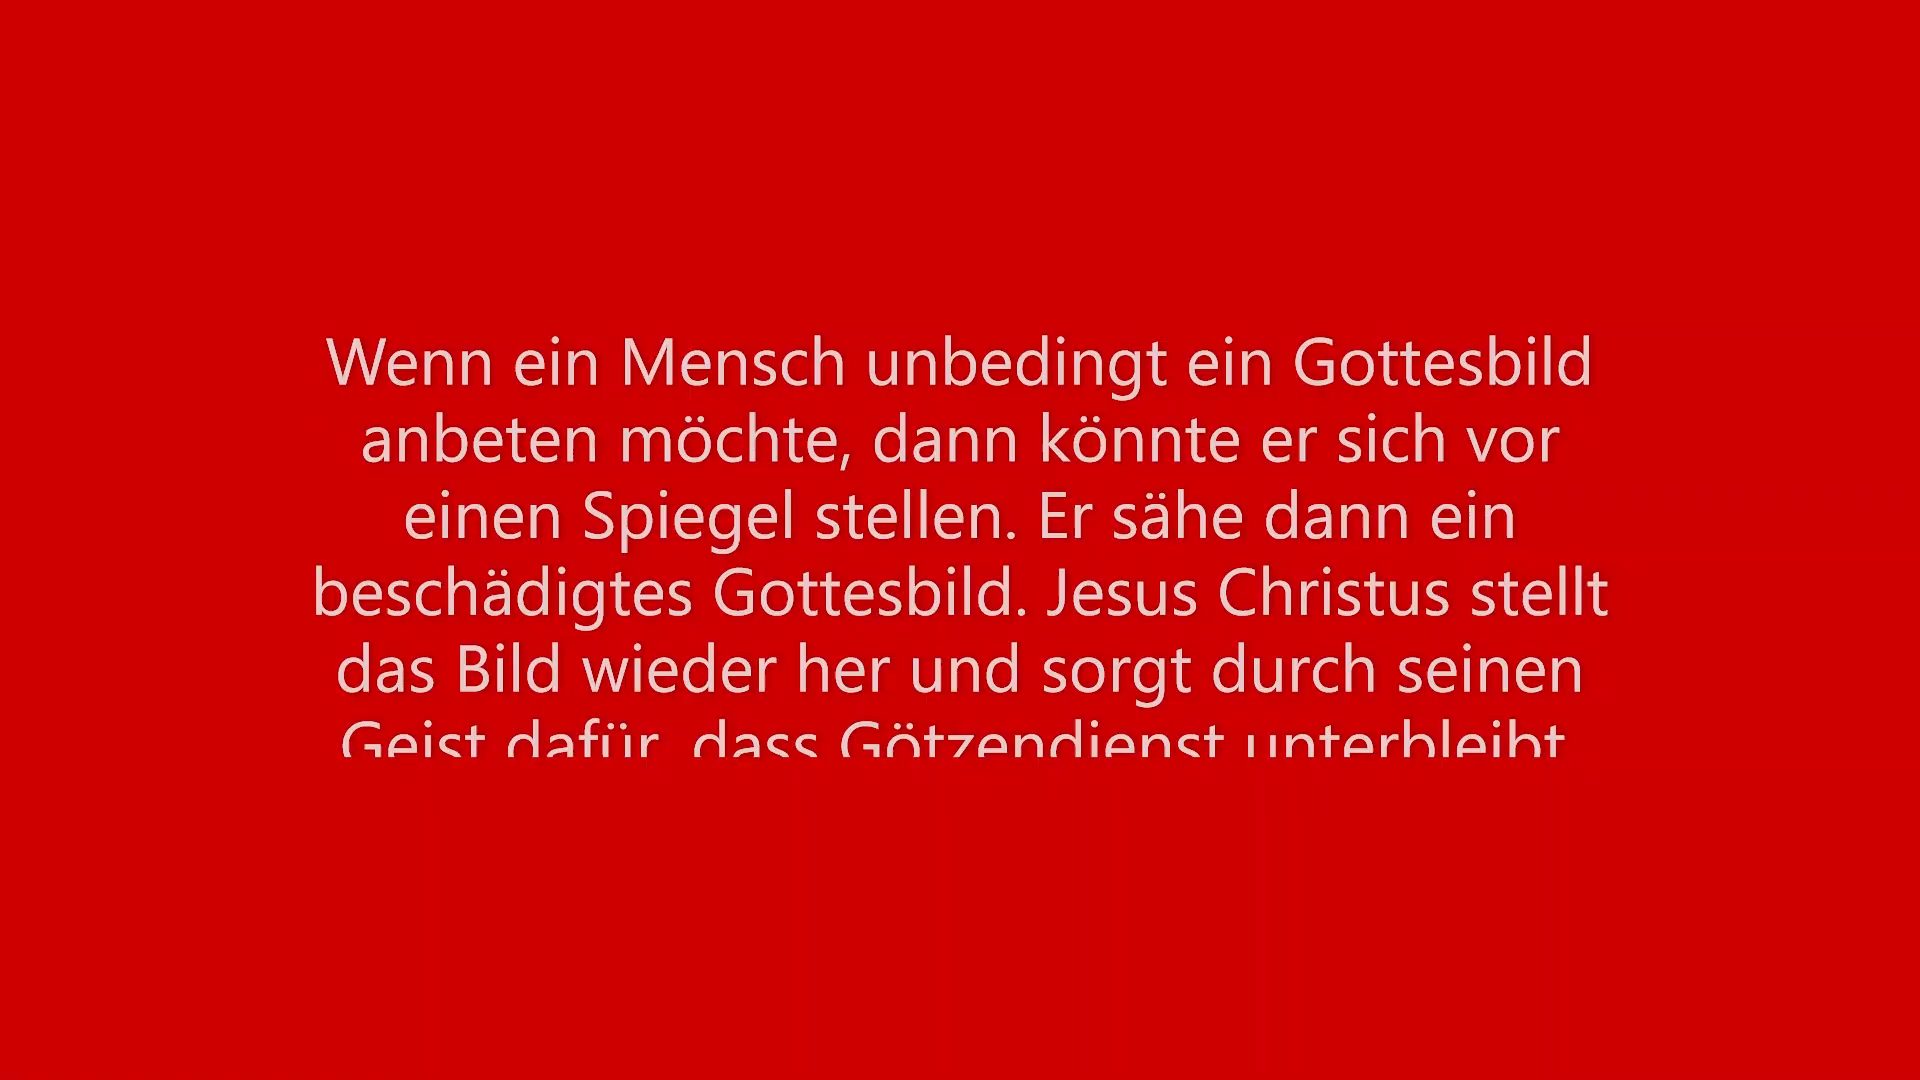 Wenn ein Mensch unbedingt ein Gottesbild
anbeten möchte, dann könnte er sich vor
einen Spiegel stellen. Er sähe dann ein
beschädigtes Gottesbild. Jesus Christus stellt
das Bild wieder her und sorgt durch seinen
Geist dafür, dass Götzendienst unterbleibt.